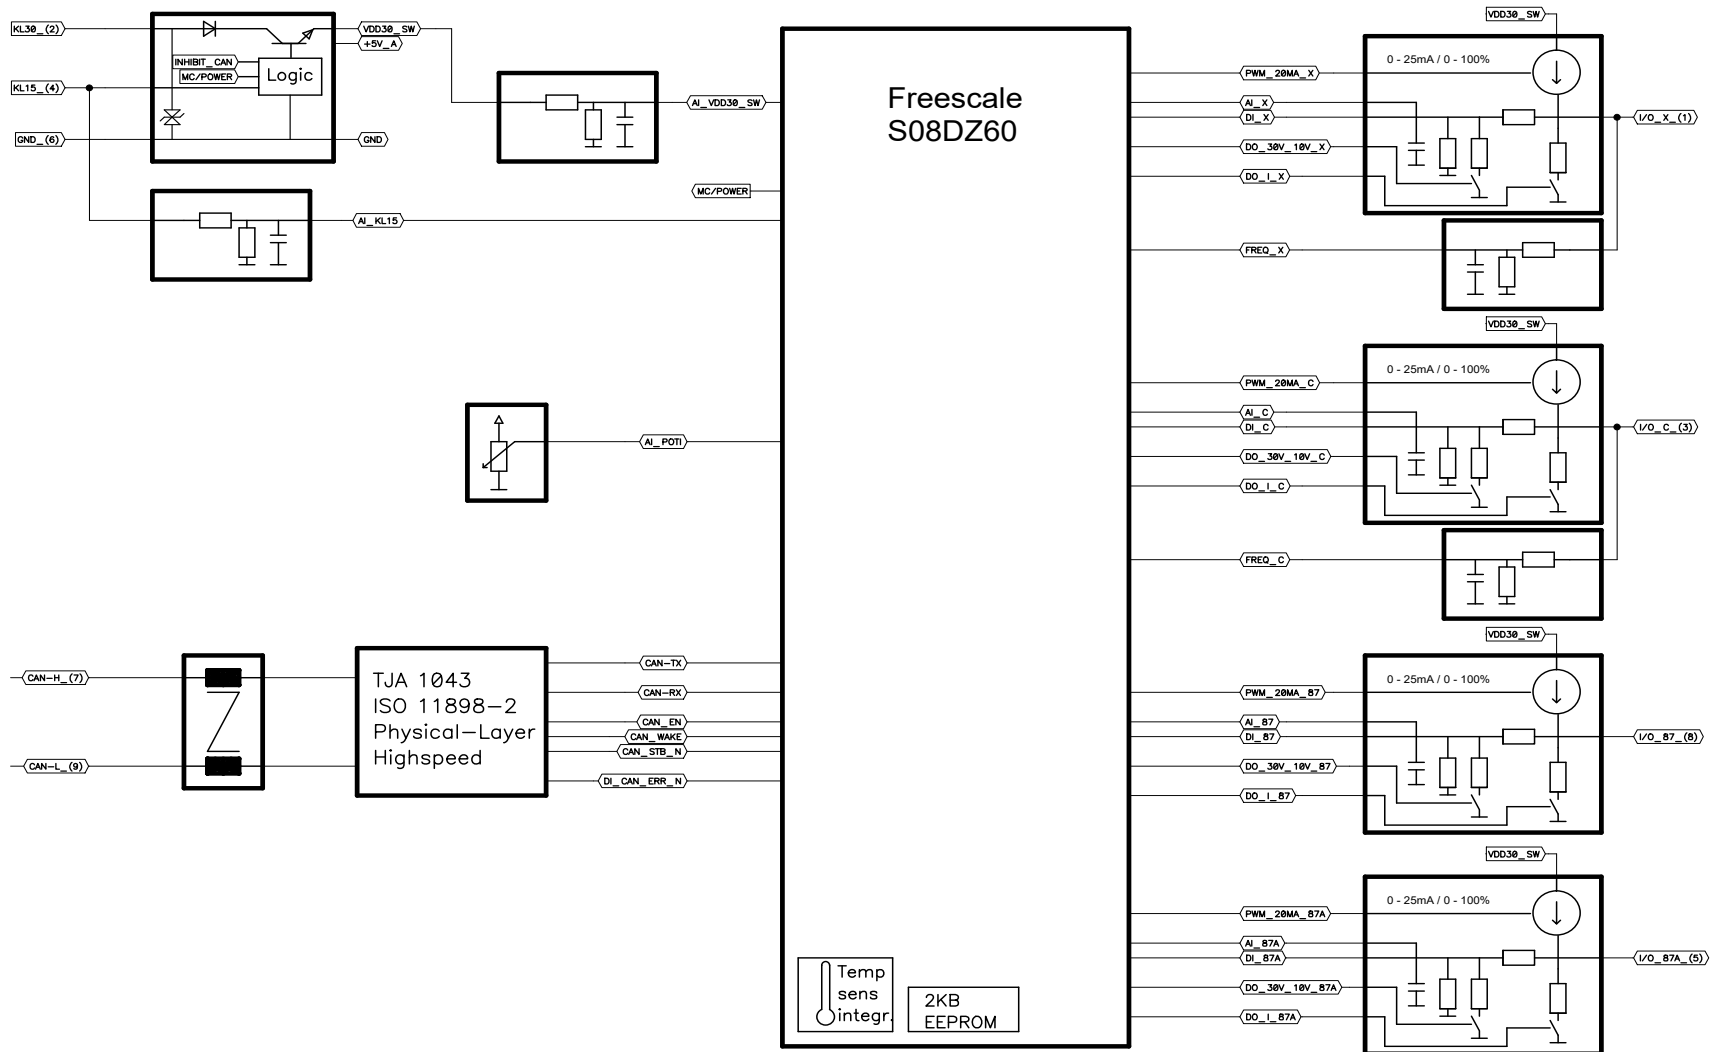 KL30_(2)
VDD30_SW
+5V_A
INHIBIT_CAN
MC/POWER
Logic
KL15_(4)
GND_(6)
GND
AI_VDD30_SW
MC/POWER
AI_KL15
AI_POTI
CAN-H_(7)
CAN-L_(9)
TJA 1043
ISO 11898-2
Physical-Layer
Highspeed
CAN-TX
CAN-RX
CAN_EN
CAN_WAKE
CAN_STB_N
DI_CAN_ERR_N
Freescale
S08DZ60
Temp
sens
integr.
2KB
EEPROM
VDD30_SW
0 - 25mA / 0 - 100%
PWM_20MA_X
AI_X
DI_X
I/O_X_(1)
DO_30V_10V_X
DO_I_X
FREQ_X
VDD30_SW
0 - 25mA / 0 - 100%
PWM_20MA_C
AI_C
DI_C
I/O_C_(3)
DO_30V_10V_C
DO_I_C
FREQ_C
VDD30_SW
0 - 25mA / 0 - 100%
PWM_20MA_87
AI_87
DI_87
I/O_87_(8)
DO_30V_10V_87
DO_I_87
VDD30_SW
0 - 25mA / 0 - 100%
PWM_20MA_87A
AI_87A
DI_87A
I/O_87A_(5)
DO_30V_10V_87A
DO_I_87A